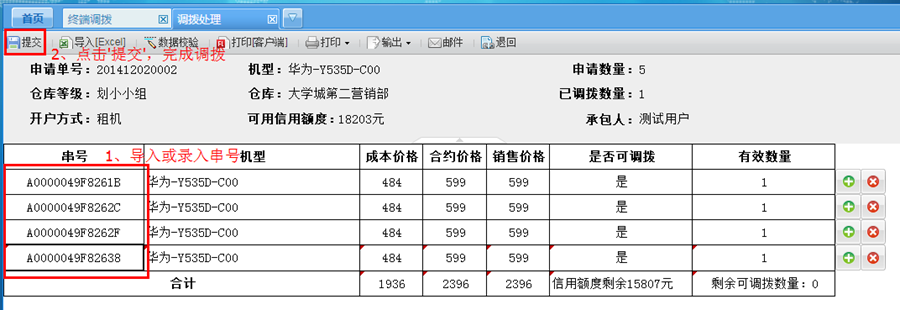 首页 终端调拨 调拨处理
提交 导入[Excel] 数据校验 打印[客户端] 打印 输出 邮件 退回
2、点击'提交'，完成调拨
申请单号：201412020002 机型：华为-Y535D-C00 申请数量：5
仓库等级：划小小组 仓库：大学城第二营销部 已调拨数量：1
开户方式：租机 可用信用额度：18203元 承包人：测试用户
1、导入或录入串号
串号 机型 成本价格 合约价格 销售价格 是否可调拨 有效数量
A0000049F8261B 华为-Y535D-C00 484 599 599 是 1
A0000049F8262C 华为-Y535D-C00 484 599 599 是 1
A0000049F8262F 华为-Y535D-C00 484 599 599 是 1
A0000049F82638 华为-Y535D-C00 484 599 599 是 1
合计 1936 2396 2396 信用额度剩余15807元 剩余可调拨数量：0